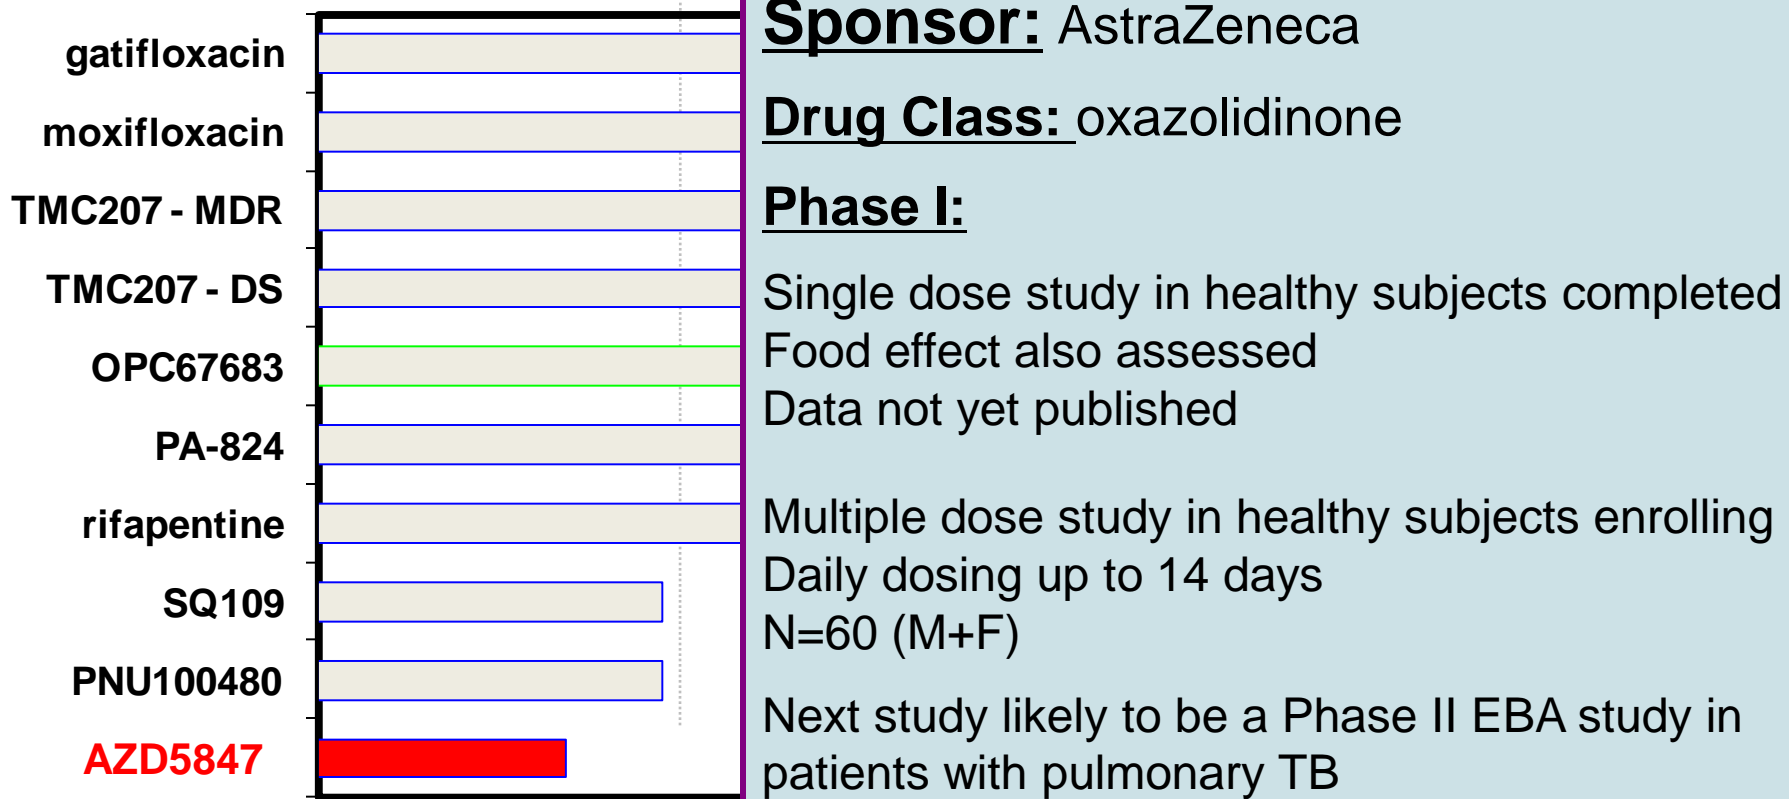 gatifloxacin
moxifloxacin
TMC207 - MDR
TMC207 - DS
OPC67683
PA-824
rifapentine
SQ109
PNU100480
AZD5847
Sponsor: AstraZeneca
Drug Class: oxazolidinone
Phase I:
Single dose study in healthy subjects completed
Food effect also assessed
Data not yet published
Multiple dose study in healthy subjects enrolling
Daily dosing up to 14 days
N=60 (M+F)
Next study likely to be a Phase II EBA study in
patients with pulmonary TB